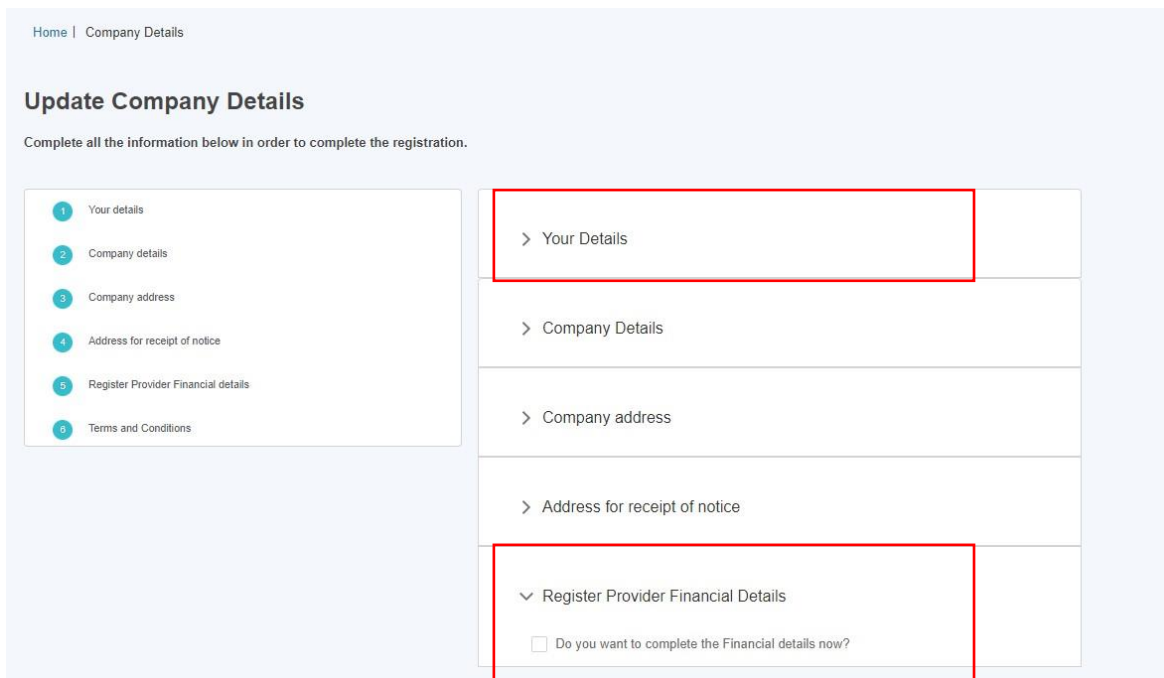 Home | Company Details
Update Company Details
Complete all the information below in order to complete the registration.
1 Your details
2 Company details
3 Company address
4 Address for receipt of notice
5 Register Provider Financial details
6 Terms and Conditions
Your Details
Company Details
Company address
Address for receipt of notice
Register Provider Financial Details
Do you want to complete the Financial details now?